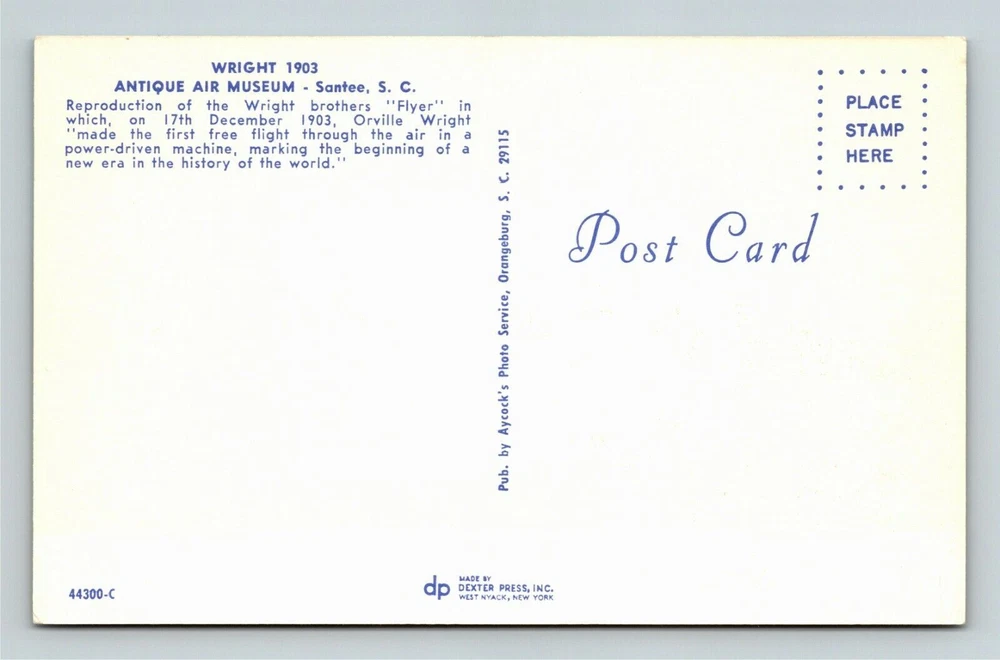 WRIGHT 1903
ANTIQUE AIR MUSEUM - Santee, S. C.
Reproduction of the Wright brothers "Flyer" in
which, on 17th December 1903, Orville Wright
"made the first free flight through the air in a
power-driven machine, marking the beginning of a
new era in the history of the world."
Pub. by Aycock's Photo Service, Orangeburg, S. C. 29115
PLACE
STAMP
HERE
Post Card
44300-C
dp
MADE BY
DEXTER PRESS, INC.
WEST NYACK, NEW YORK